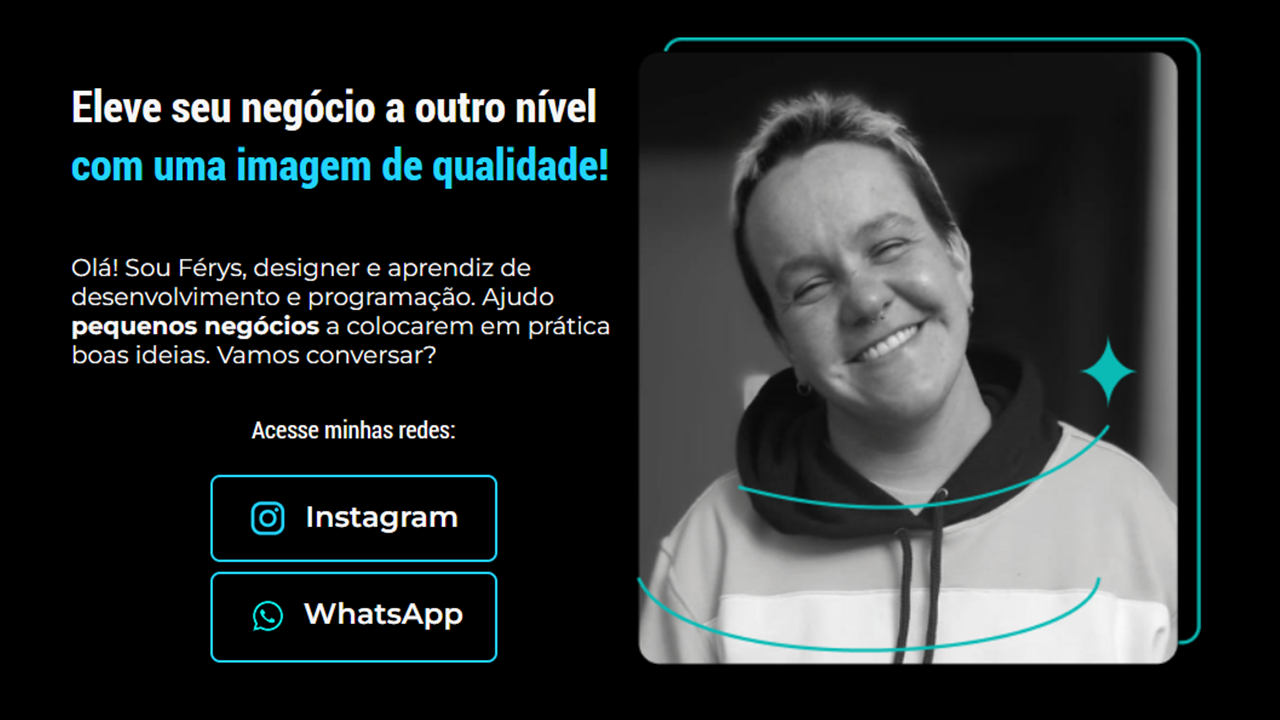 Eleve seu negócio a outro nível
com uma imagem de qualidade!
Olá! Sou Férys, designer e aprendiz de
desenvolvimento e programação. Ajudo
pequenos negócios a colocarem em prática
boas ideias. Vamos conversar?
Acesse minhas redes:
Instagram
WhatsApp